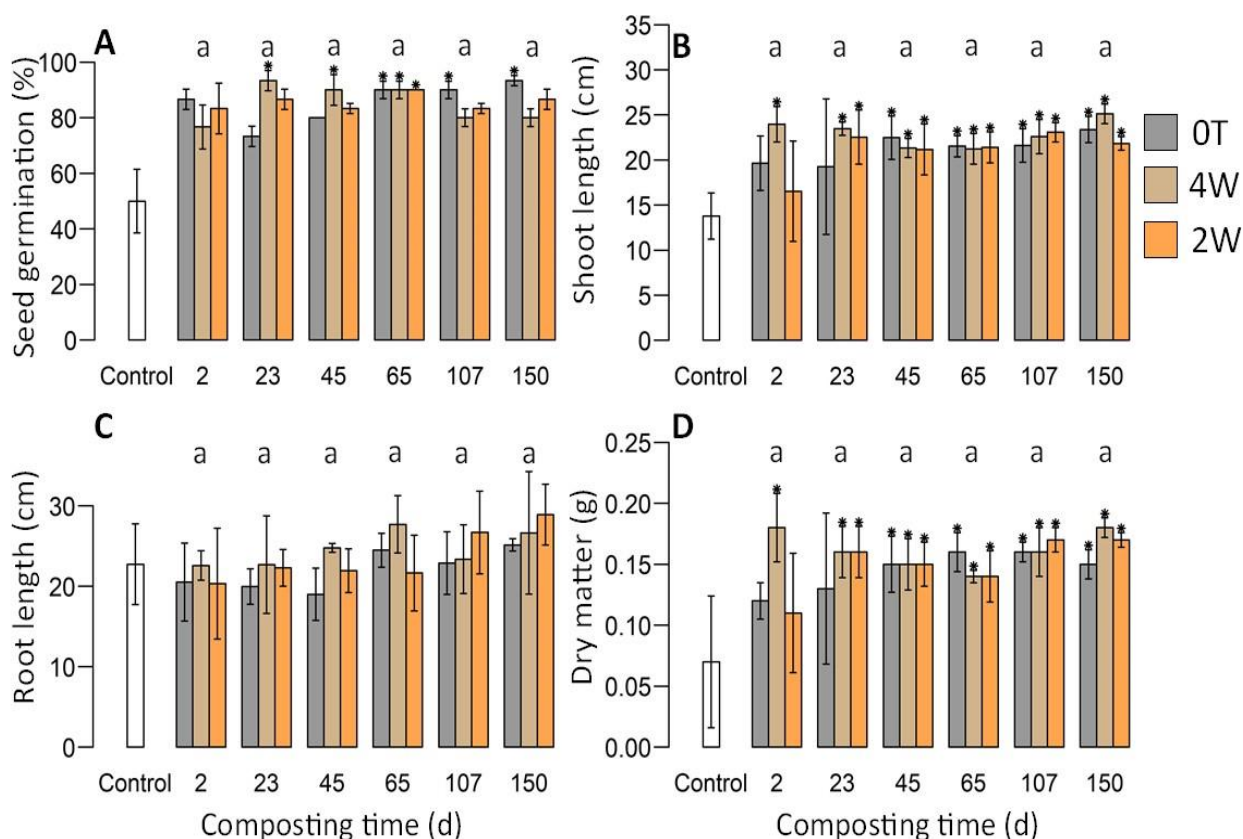 A
a a a a a a
Seed germination (%)
100
80
60
40
20
0
* * * * * * *
Control 2 23 45 65 107 150
B
a a a a a a
Shoot length (cm)
35
30
25
20
15
10
5
0
* * * * * * * * * * * * * * * *
Control 2 23 45 65 107 150
0T
4W
2W
C
a a a a a a
Root length (cm)
30
20
10
0
Control 2 23 45 65 107 150
Composting time (d)
D
a a a a a a
Dry matter (g)
0.25
0.20
0.15
0.10
0.05
0.00
* * * * * * * * * * * * * * *
Control 2 23 45 65 107 150
Composting time (d)